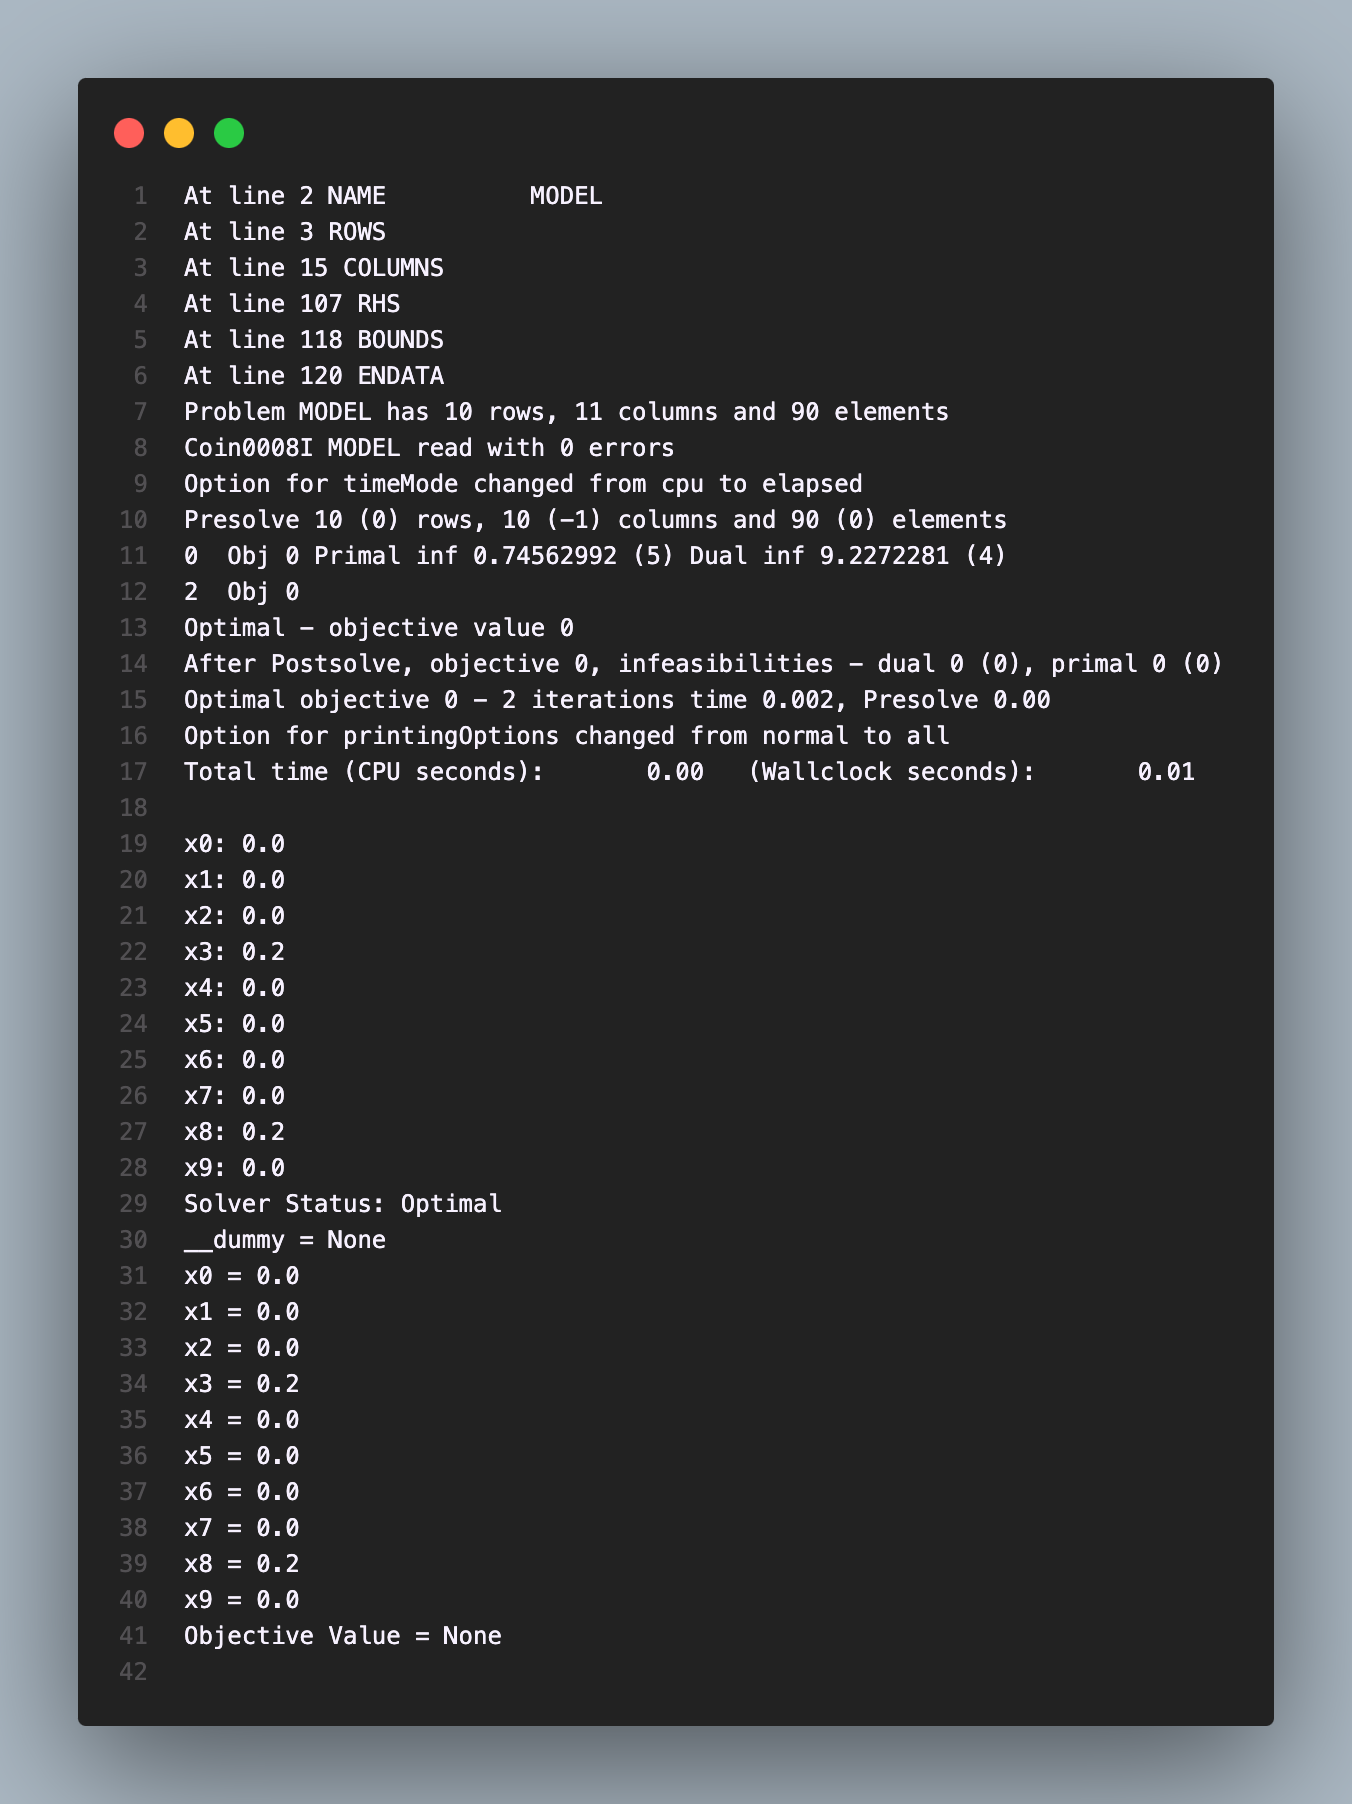 1 At line 2 NAME          MODEL
2 At line 3 ROWS
3 At line 15 COLUMNS
4 At line 107 RHS
5 At line 118 BOUNDS
6 At line 120 ENDATA
7 Problem MODEL has 10 rows, 11 columns and 90 elements
8 Coin0008I MODEL read with 0 errors
9 Option for timeMode changed from cpu to elapsed
10 Presolve 10 (0) rows, 10 (-1) columns and 90 (0) elements
11 0  Obj 0 Primal inf 0.74562992 (5) Dual inf 9.2272281 (4)
12 2  Obj 0
13 Optimal - objective value 0
14 After Postsolve, objective 0, infeasibilities - dual 0 (0), primal 0 (0)
15 Optimal objective 0 - 2 iterations time 0.002, Presolve 0.00
16 Option for printingOptions changed from normal to all
17 Total time (CPU seconds):       0.00   (Wallclock seconds):       0.01
18
19 x0: 0.0
20 x1: 0.0
21 x2: 0.0
22 x3: 0.2
23 x4: 0.0
24 x5: 0.0
25 x6: 0.0
26 x7: 0.0
27 x8: 0.2
28 x9: 0.0
29 Solver Status: Optimal
30 __dummy = None
31 x0 = 0.0
32 x1 = 0.0
33 x2 = 0.0
34 x3 = 0.2
35 x4 = 0.0
36 x5 = 0.0
37 x6 = 0.0
38 x7 = 0.0
39 x8 = 0.2
40 x9 = 0.0
41 Objective Value = None
42